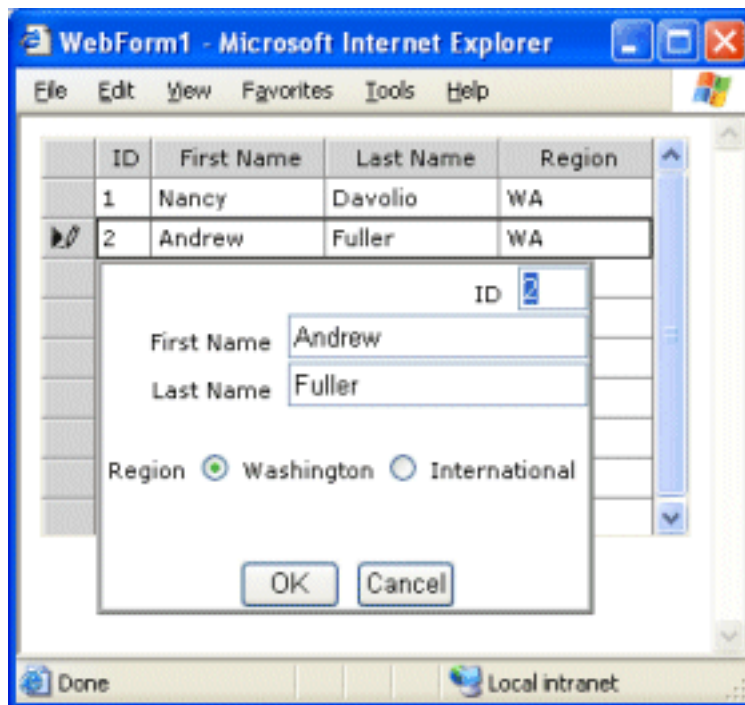 WebForm1 - Microsoft Internet Explorer
File Edit View Favorites Tools Help
ID First Name Last Name Region
1 Nancy Davolio WA
2 Andrew Fuller WA
ID 2
First Name Andrew
Last Name Fuller
Region Washington International
OK Cancel
Done Local intranet